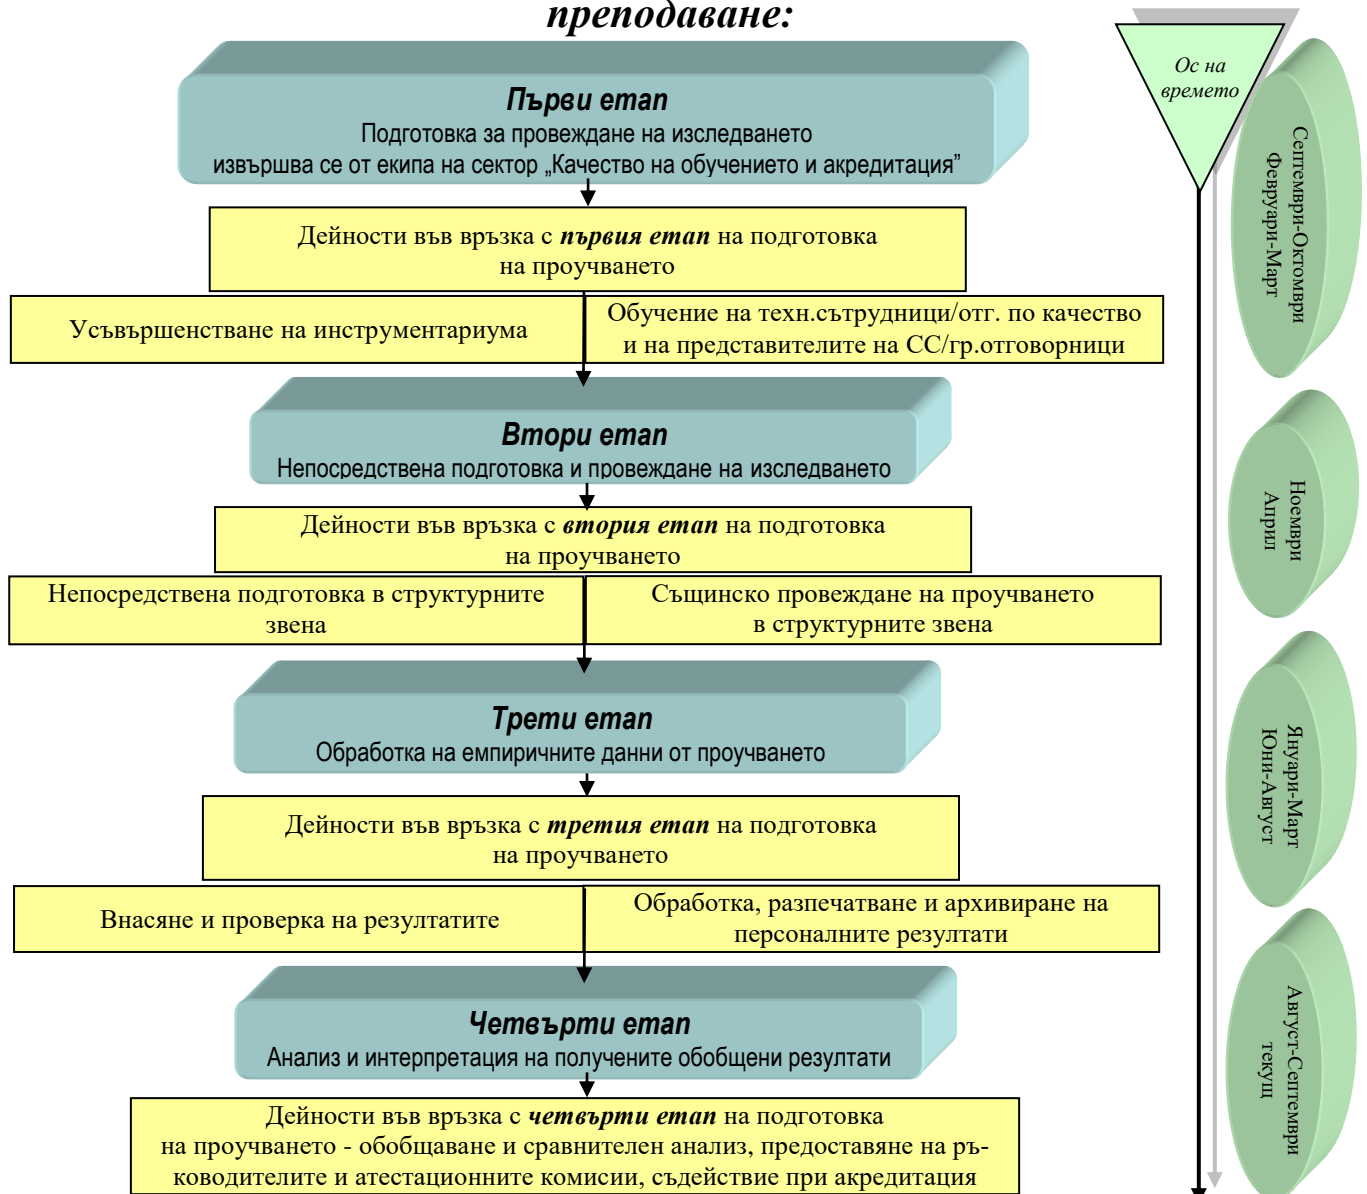 преподаване:
Ос на
времето
Първи етап
Подготовка за провеждане на изследването
извършва се от екипа на сектор „Качество на обучението и акредитация”
Дейности във връзка с първия етап на подготовка
на проучването
Усъвършенстване на инструментариума
Обучение на техн.сътрудници/отг. по качество
и на представителите на СС/гр.отговорници
Септември-Октомври
Февруари-Март
Втори етап
Непосредствена подготовка и провеждане на изследването
Дейности във връзка с втория етап на подготовка
на проучването
Непосредствена подготовка в структурните
звена
Същинско провеждане на проучването
в структурните звена
Ноември
Април
Трети етап
Обработка на емпиричните данни от проучването
Дейности във връзка с третия етап на подготовка
на проучването
Внасяне и проверка на резултатите
Обработка, разпечатване и архивиране на
персоналните резултати
Януари-Март
Юни-Август
Четвърти етап
Анализ и интерпретация на получените обобщени резултати
Дейности във връзка с четвърти етап на подготовка
на проучването - обобщаване и сравнителен анализ, предоставяне на ръ-
ководителите и атестационните комисии, съдействие при акредитация
Август-Септември
текущ